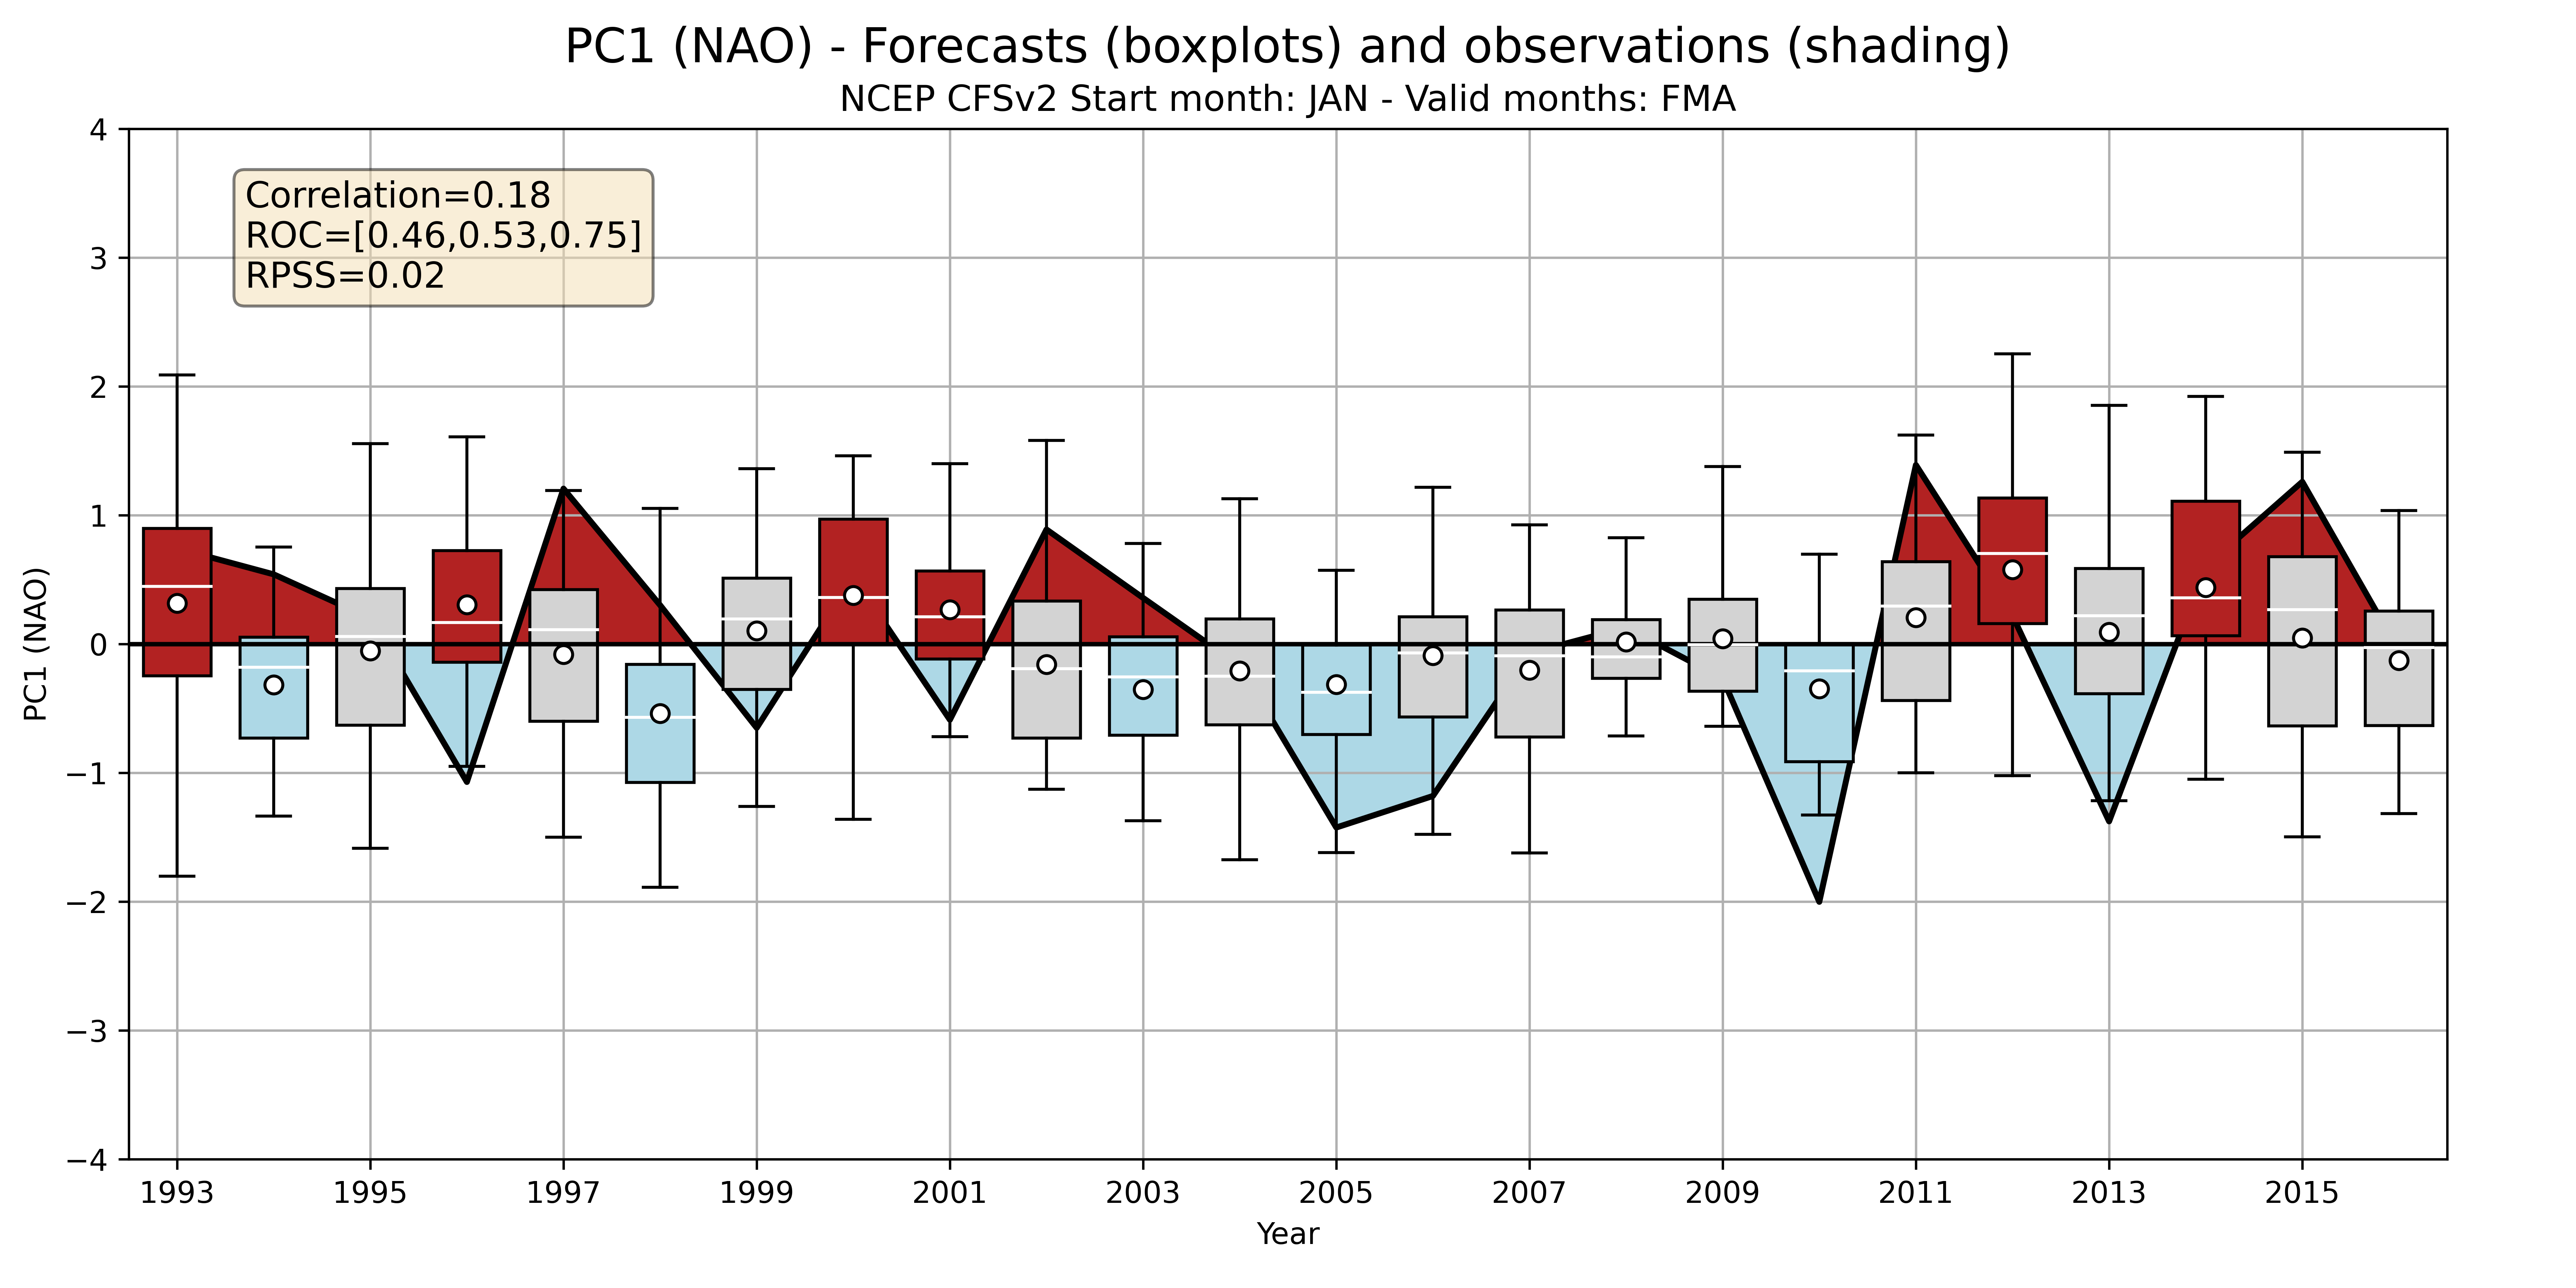 PC1 (NAO) - Forecasts (boxplots) and observations (shading)
NCEP CFSv2 Start month: JAN - Valid months: FMA
Correlation=0.18
ROC=[0.46,0.53,0.75]
RPSS=0.02
PC1 (NAO)
4
3
2
1
0
−1
−2
−3
−4
1993 1995 1997 1999 2001 2003 2005 2007 2009 2011 2013 2015
Year